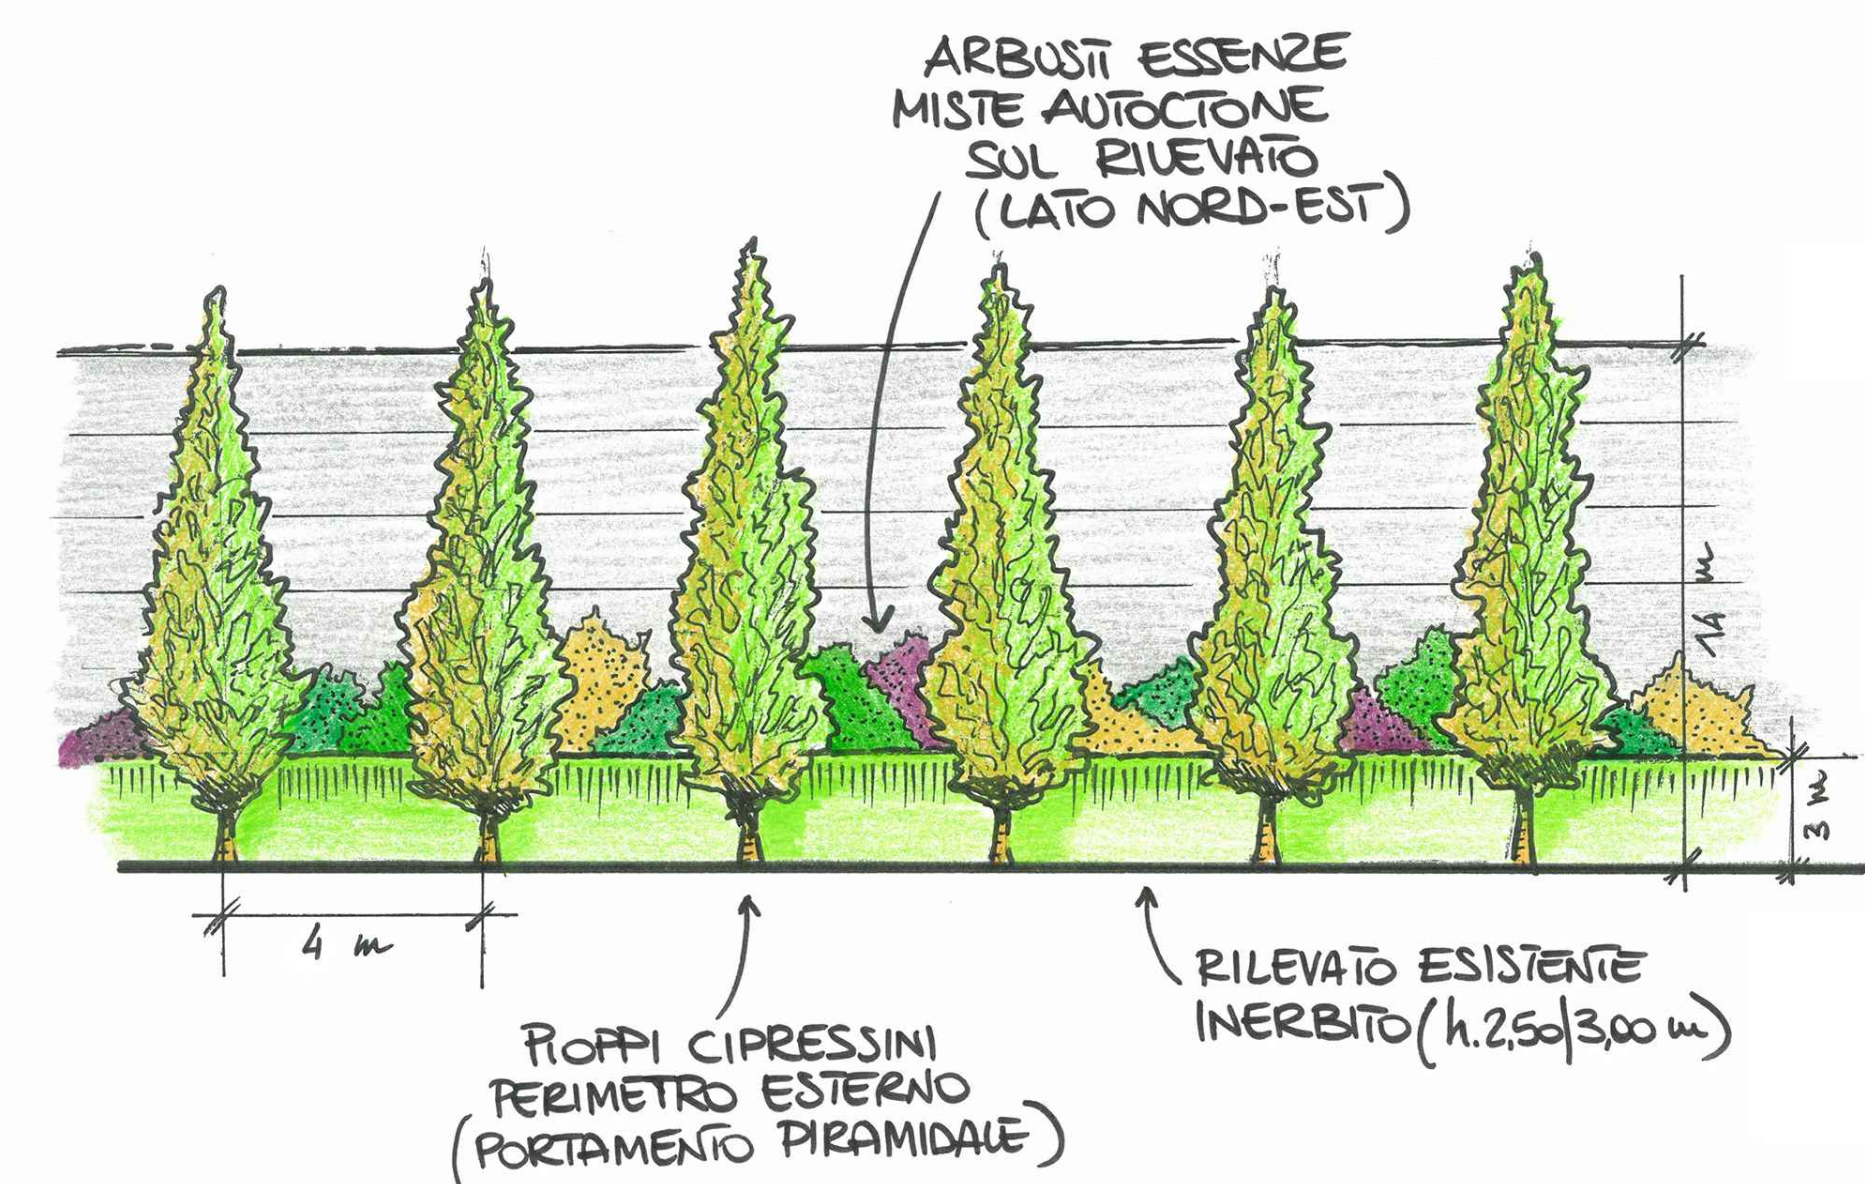 ARBUSTI ESSENZE
MISTE AUTOCTONE
SUL RILEVATO
(LATO NORD-EST)
14 m
3 m
4 m
RILEVATO ESISTENTE
INERBITO (h. 2,50/3,00 m)
PIOPPI CIPRESSINI
PERIMETRO ESTERNO
(PORTAMENTO PIRAMIDALE)